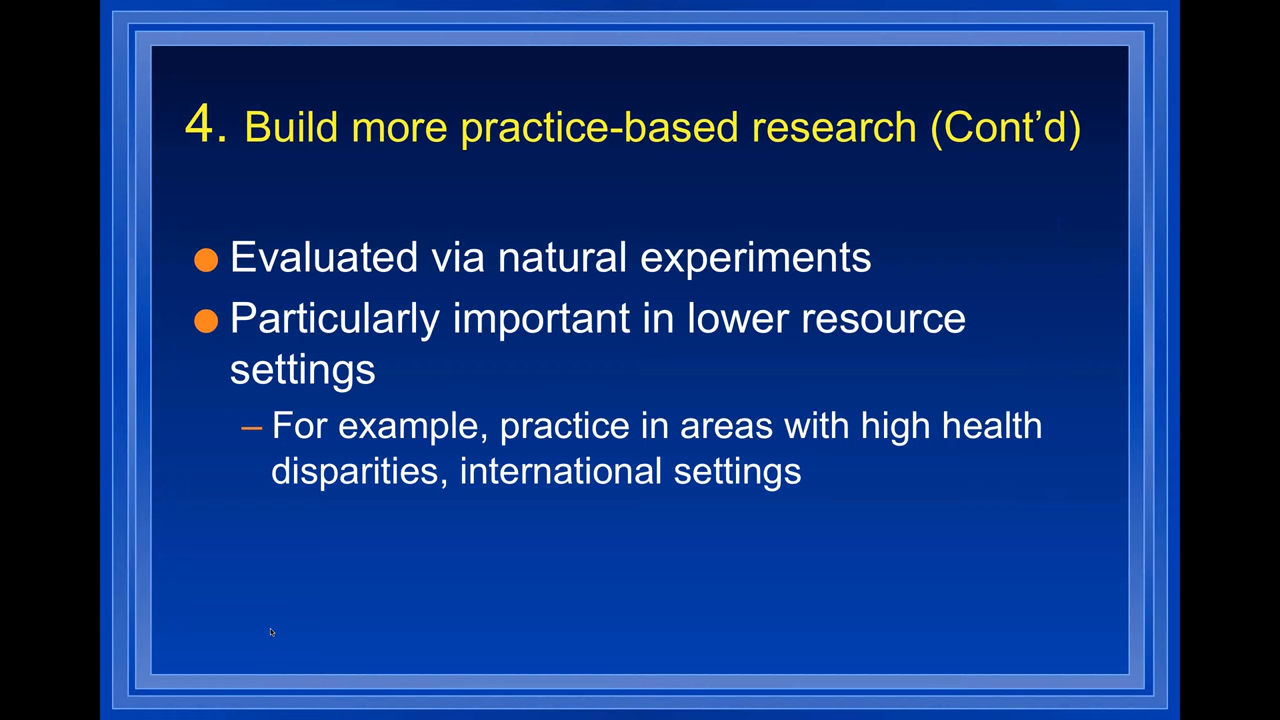 4. Build more practice-based research (Cont’d)
Evaluated via natural experiments
Particularly important in lower resource
settings
– For example, practice in areas with high health
disparities, international settings